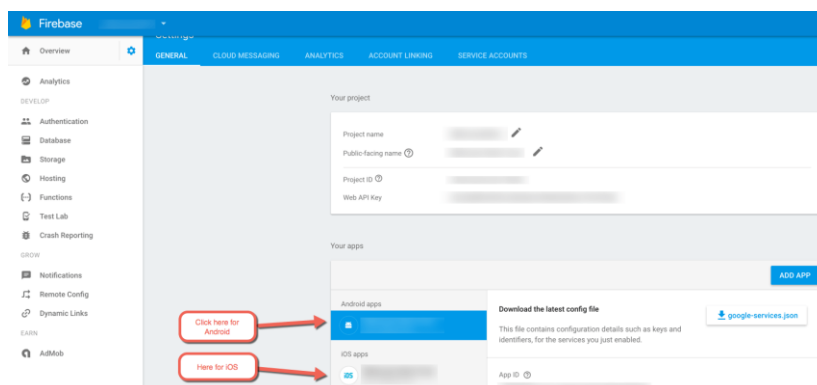 Firebase
Settings
Overview
GENERAL CLOUD MESSAGING ANALYTICS ACCOUNT LINKING SERVICE ACCOUNTS
Analytics
DEVELOP
Authentication
Database
Storage
Hosting
Functions
Test Lab
Crash Reporting
GROW
Notifications
Remote Config
Dynamic Links
EARN
AdMob
Your project
Project name
Public-facing name
Project ID
Web API Key
Your apps
ADD APP
Android apps
iOS apps
iOS
Download the latest config file
This file contains configuration details such as keys and
identifiers, for the services you just enabled.
google-services.json
App ID
Click here for
Android
Here for iOS